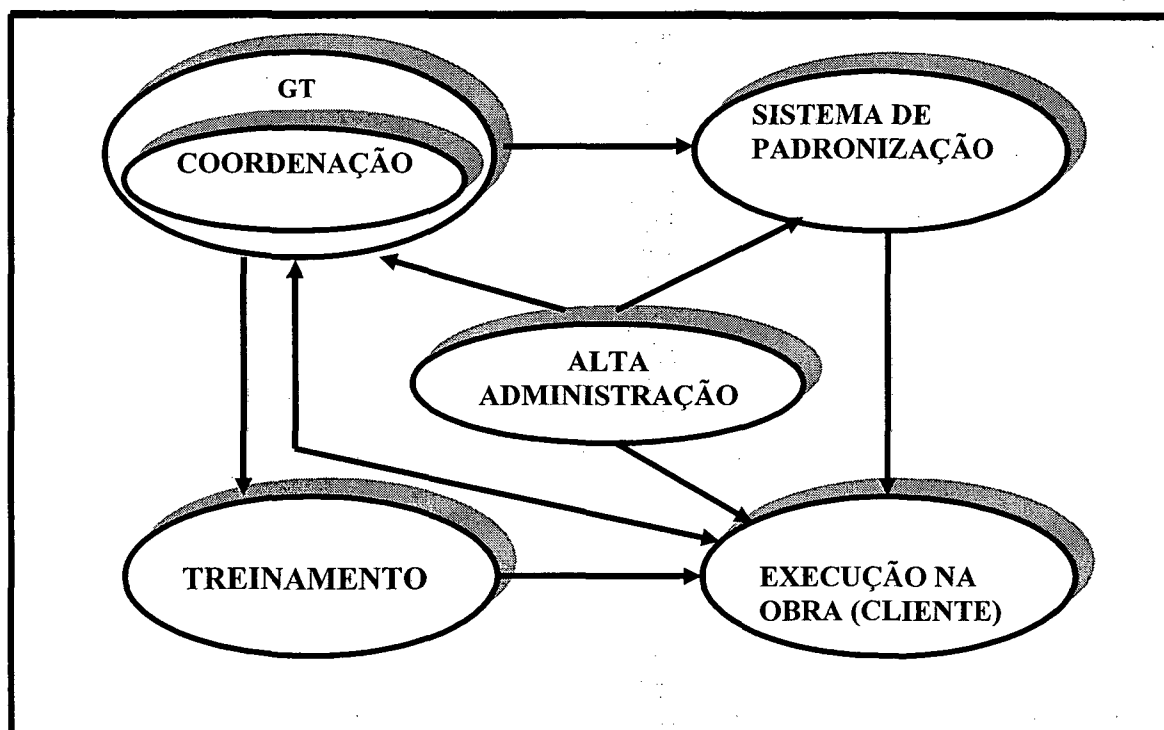 GT
COORDENAÇÃO
SISTEMA DE
PADRONIZAÇÃO
ALTA
ADMINISTRAÇÃO
TREINAMENTO
EXECUÇÃO NA
OBRA (CLIENTE)